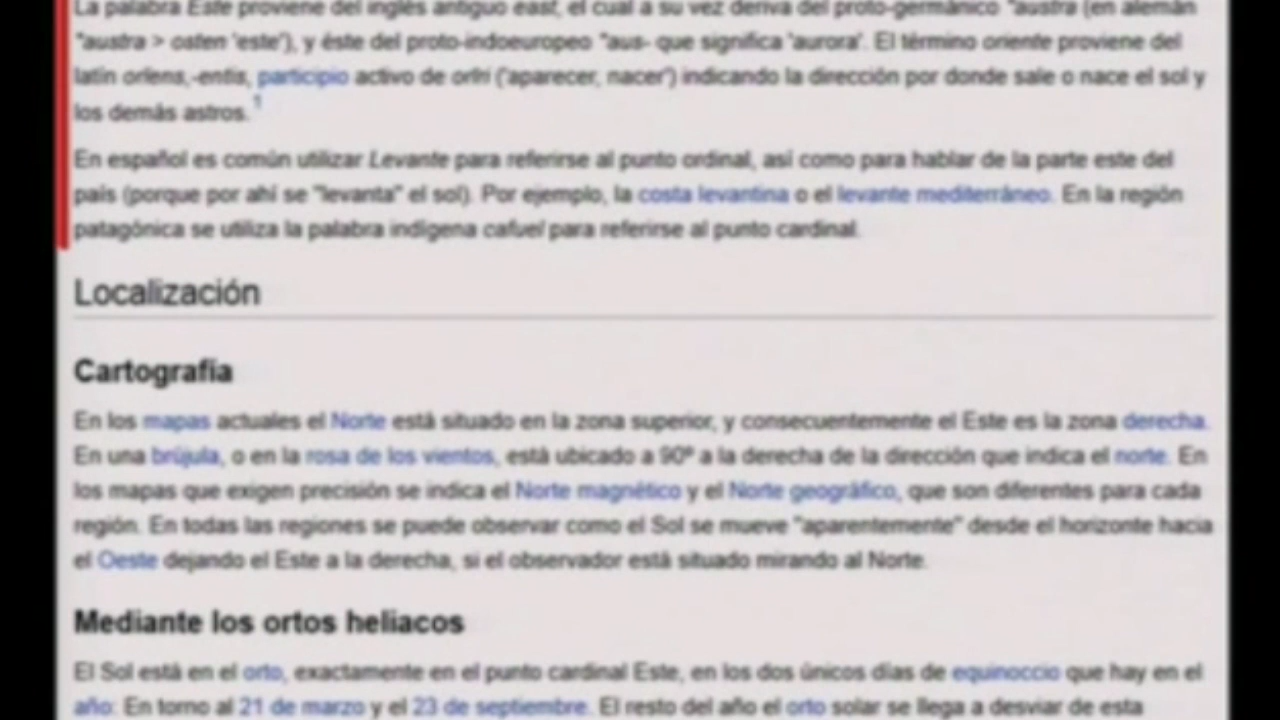 La palabra Este proviene del inglés antiguo east, el cual a su vez deriva del proto-germánico *austra (en alemán
*austra > osten 'este'), y éste del proto-indoeuropeo *aus- que significa 'aurora'. El término oriente proviene del
latín oriens,-entis, participio activo de orīrī ('aparecer, nacer') indicando la dirección por donde sale o nace el sol y
los demás astros.1
En español es común utilizar Levante para referirse al punto ordinal, así como para hablar de la parte este del
país (porque por ahí se "levanta" el sol). Por ejemplo, la costa levantina o el levante mediterráneo. En la región
patagónica se utiliza la palabra indígena cafuel para referirse al punto cardinal.
Localización
Cartografía
En los mapas actuales el Norte está situado en la zona superior, y consecuentemente el Este es la zona derecha.
En una brújula, o en la rosa de los vientos, está ubicado a 90º a la derecha de la dirección que indica el norte. En
los mapas que exigen precisión se indica el Norte magnético y el Norte geográfico, que son diferentes para cada
región. En todas las regiones se puede observar como el Sol se mueve "aparentemente" desde el horizonte hacia
el Oeste dejando el Este a la derecha, si el observador está situado mirando al Norte.
Mediante los ortos heliacos
El Sol está en el orto, exactamente en el punto cardinal Este, en los dos únicos días de equinoccio que hay en el
año: En torno al 21 de marzo y el 23 de septiembre. El resto del año el orto solar se llega a desviar de esta